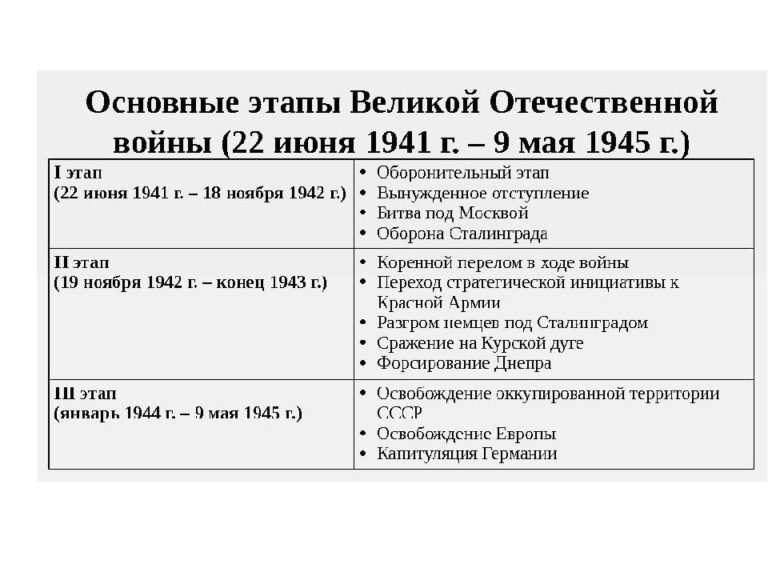 Основные этапы Великой Отечественной
войны (22 июня 1941 г. – 9 мая 1945 г.)
I этап
(22 июня 1941 г. – 18 ноября 1942 г.)
• Оборонительный этап
• Вынужденное отступление
• Битва под Москвой
• Оборона Сталинграда
II этап
(19 ноября 1942 г. – конец 1943 г.)
• Коренной перелом в ходе войны
• Переход стратегической инициативы к
Красной Армии
• Разгром немцев под Сталинградом
• Сражение на Курской дуге
• Форсирование Днепра
III этап
(январь 1944 г. – 9 мая 1945 г.)
• Освобождение оккупированной территории
СССР
• Освобождение Европы
• Капитуляция Германии